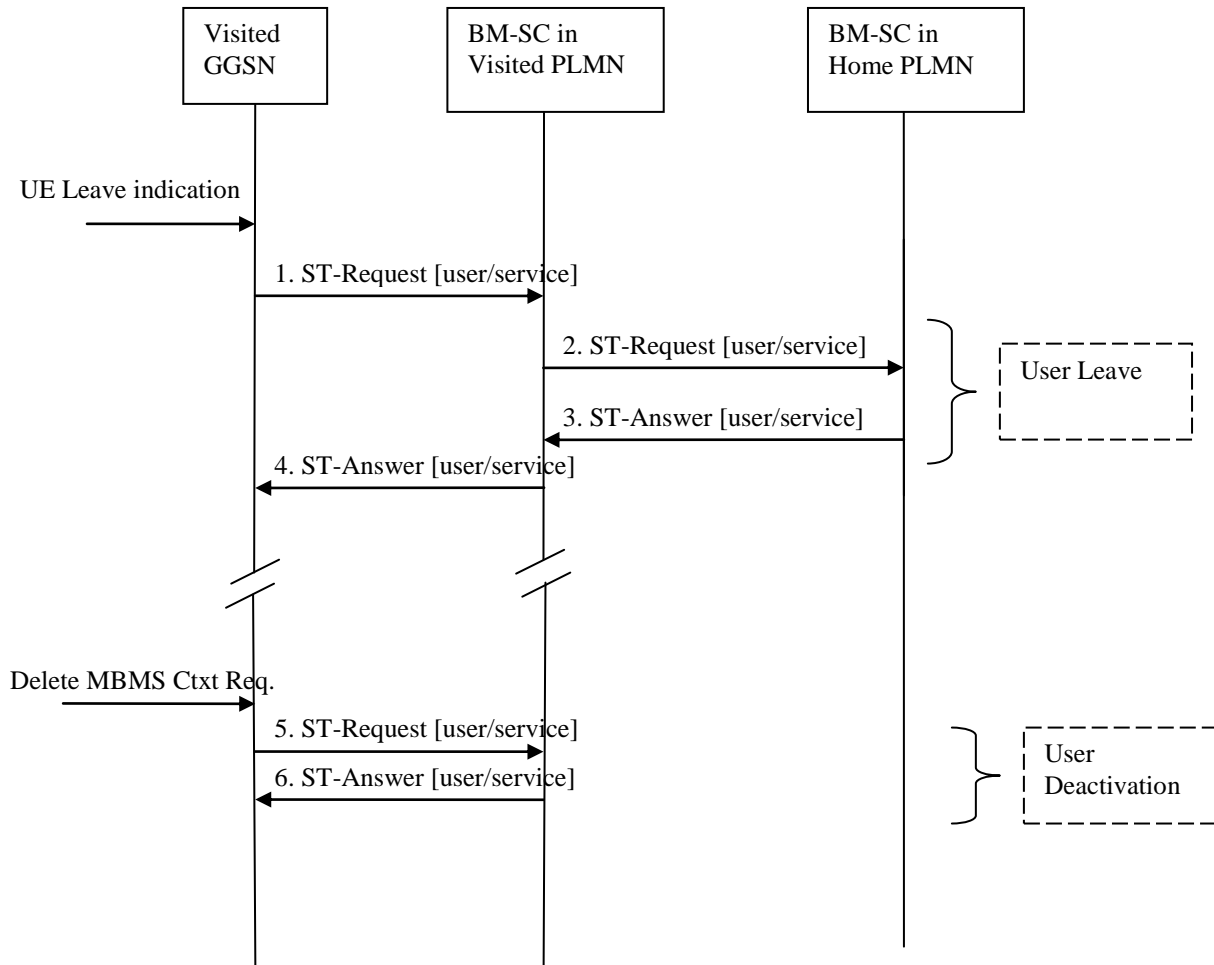 Visited
GGSN
BM-SC in
Visited PLMN
BM-SC in
Home PLMN
UE Leave indication
1. ST-Request [user/service]
2. ST-Request [user/service]
User Leave
3. ST-Answer [user/service]
4. ST-Answer [user/service]
Delete MBMS Ctxt Req.
5. ST-Request [user/service]
6. ST-Answer [user/service]
User
Deactivation